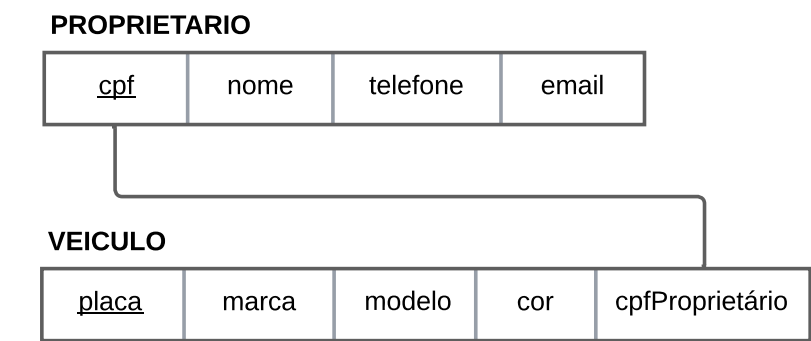 PROPRIETARIO
cpf nome telefone email
VEICULO
placa marca modelo cor cpfProprietário